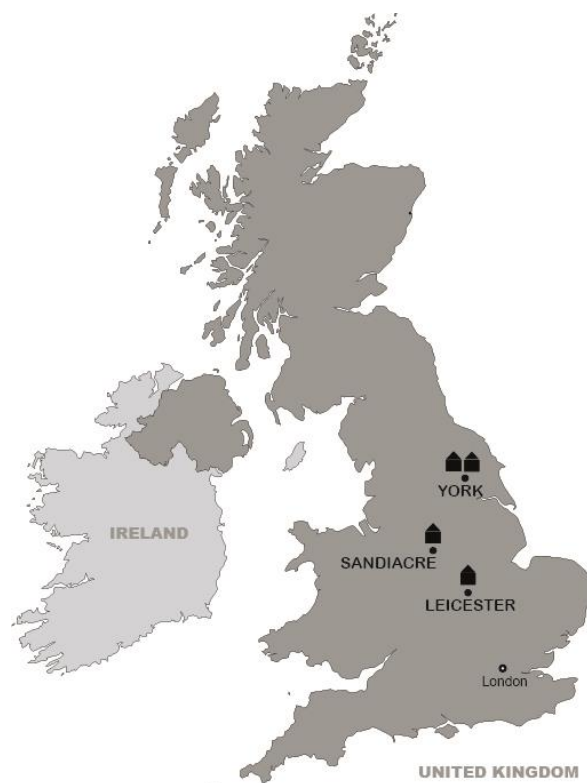 YORK
IRELAND
SANDIACRE
LEICESTER
London
UNITED KINGDOM